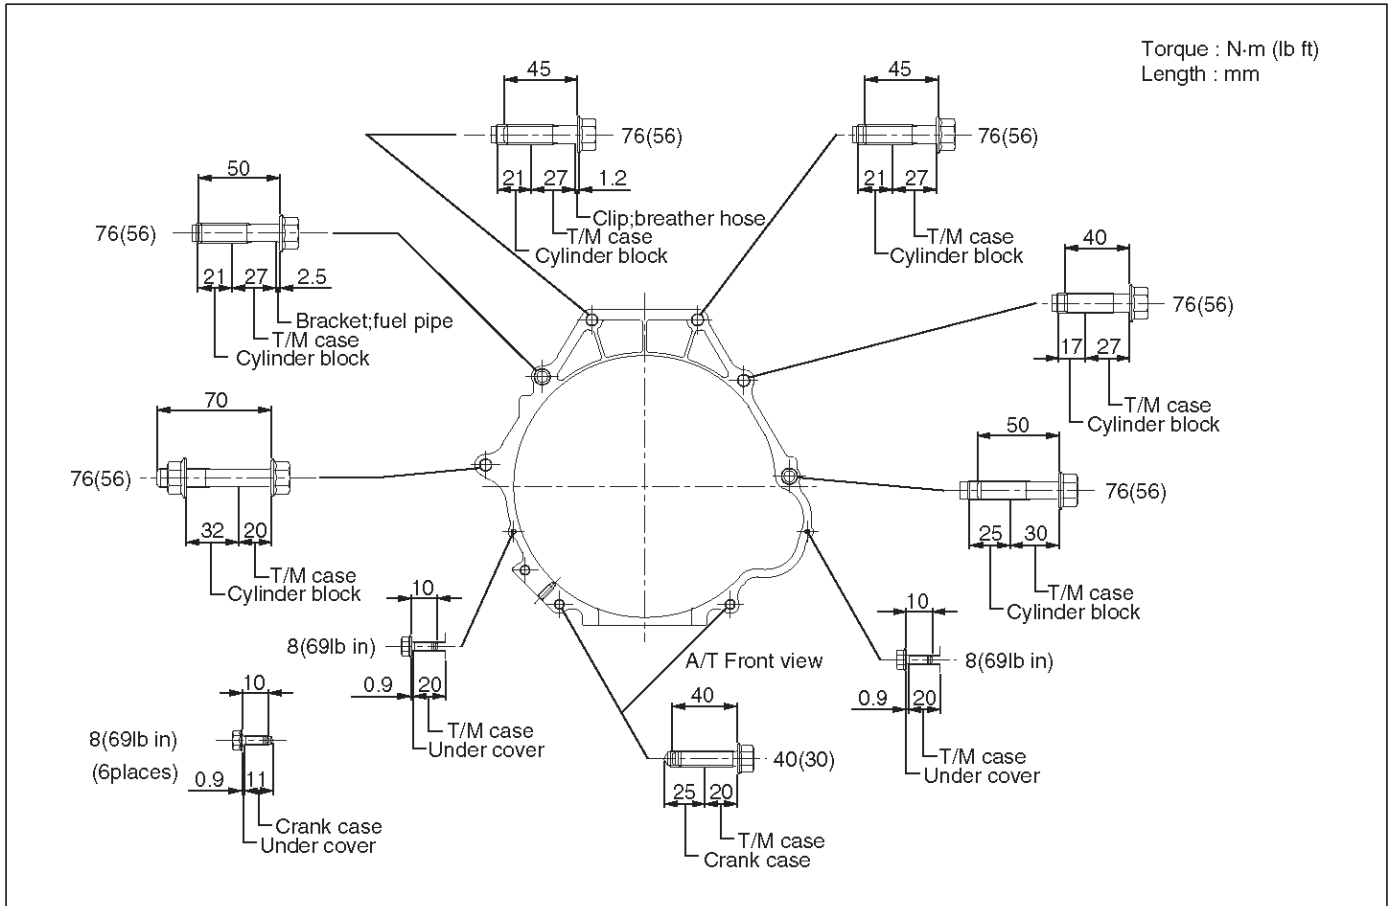 Torque : N·m (lb ft)
Length : mm
45
76(56)
21 27 1.2
Clip;breather hose
T/M case
Cylinder block
45
76(56)
21 27
T/M case
Cylinder block
50
76(56)
21 27 2.5
Bracket;fuel pipe
T/M case
Cylinder block
40
76(56)
17 27
T/M case
Cylinder block
70
76(56)
32 20
T/M case
Cylinder block
50
76(56)
25 30
T/M case
Cylinder block
10
8(69lb in)
0.9 20
T/M case
Under cover
A/T Front view
10
8(69lb in)
0.9 20
T/M case
Under cover
10
8(69lb in)
(6places)
0.9 11
Crank case
Under cover
40
40(30)
25 20
T/M case
Crank case